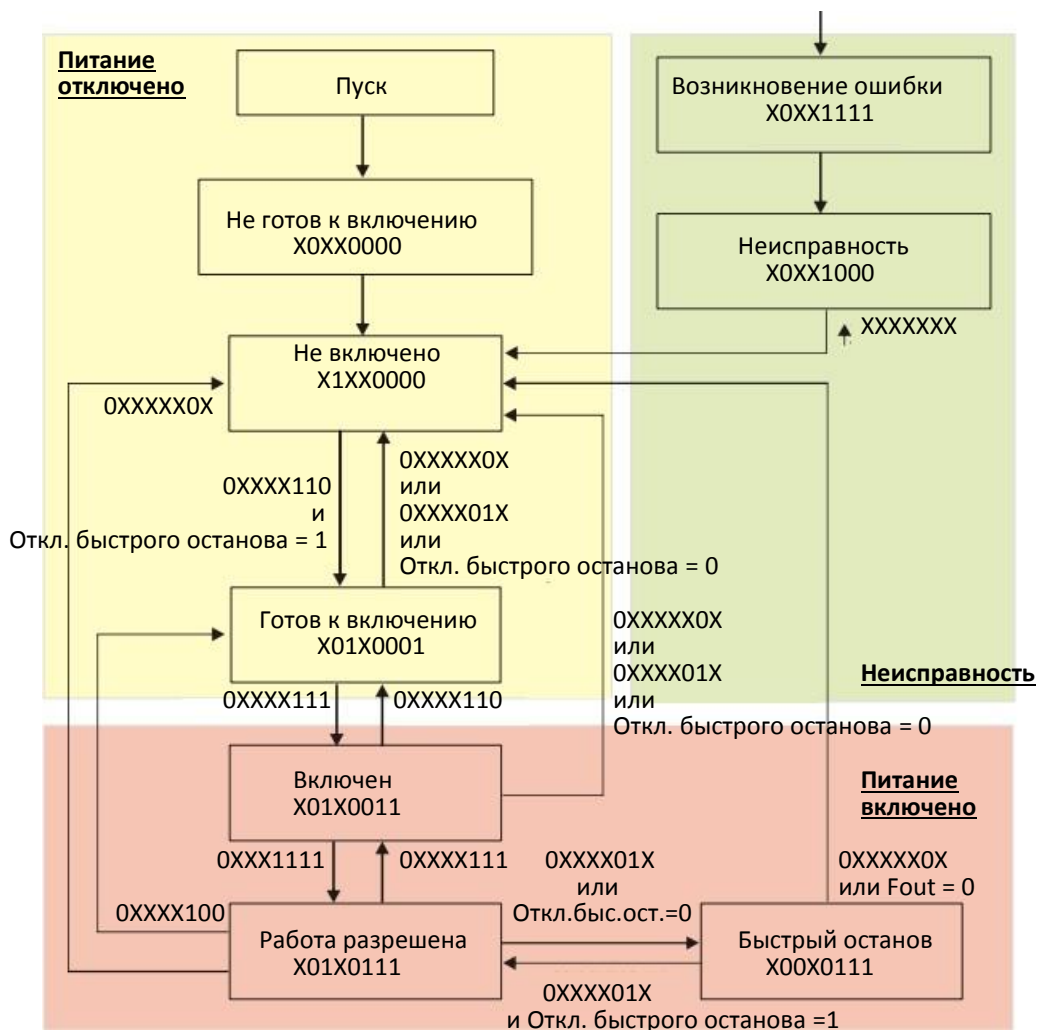 Питание
отключено
Пуск
Не готов к включению
X0XX0000
Не включено
X1XX0000
0XXXXX0X
0XXXX110
и
Откл. быстрого останова = 1
0XXXXX0X
или
0XXXX01X
или
Откл. быстрого останова = 0
Готов к включению
X01X0001
0XXXX111
0XXXX110
Возникновение ошибки
X0XX1111
Неисправность
X0XX1000
XXXXXXX
0XXXXX0X
или
0XXXX01X
или
Откл. быстрого останова = 0
Неисправность
Включен
X01X0011
Питание
включено
0XXX1111
0XXXX111
0XXXX01X
или
Откл.быс.ост.=0
0XXXXX0X
или Fout = 0
0XXXX100
Работа разрешена
X01X0111
Быстрый останов
X00X0111
0XXXX01X
и Откл. быстрого останова =1